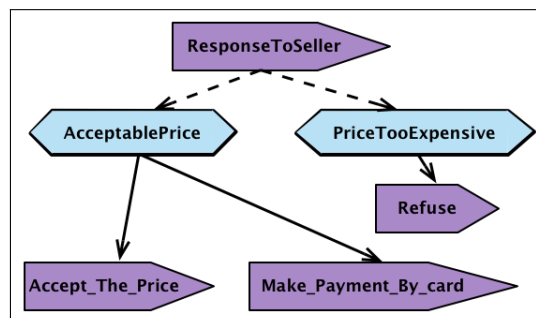 ResponseToSeller
AcceptablePrice
PriceTooExpensive
Refuse
Accept_The_Price
Make_Payment_By_card